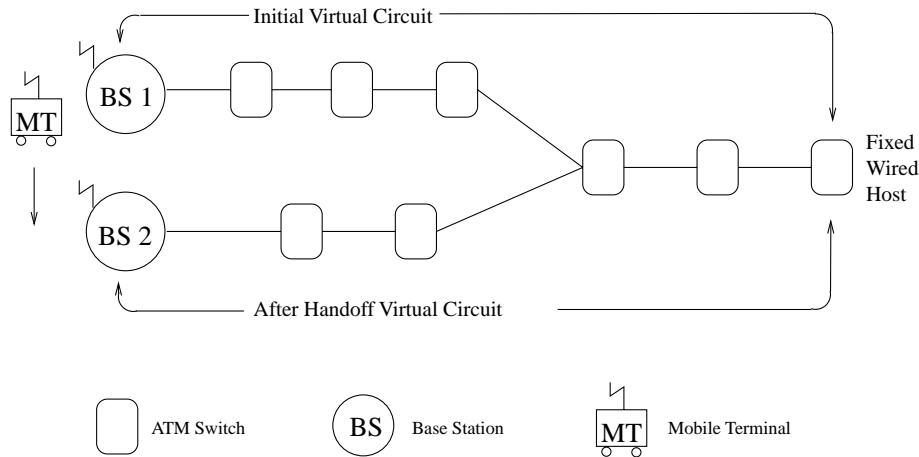 Initial Virtual Circuit
BS 1
MT
Fixed
Wired
Host
BS 2
After Handoff Virtual Circuit
ATM Switch
BS
Base Station
MT
Mobile Terminal